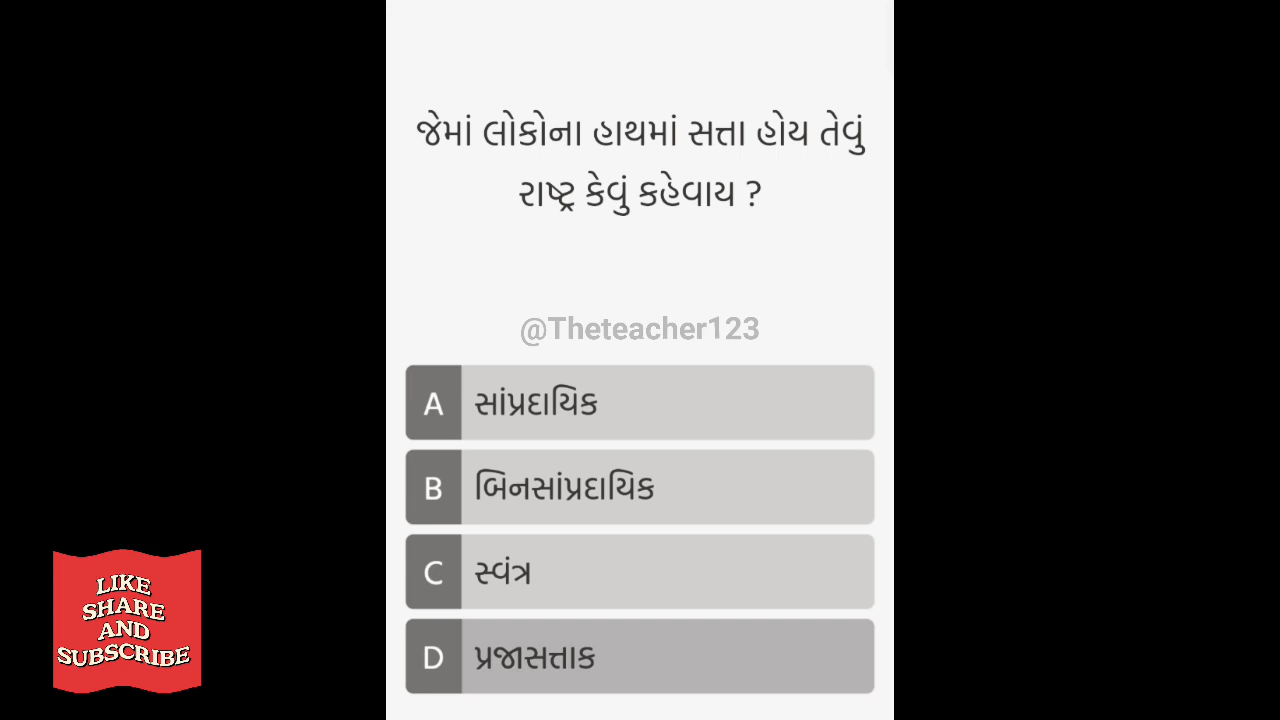 જેમાં લોકોના હાથમાં સત્તા હોય તેવું
રાષ્ટ્ર કેવું કહેવાય ?
@Theteacher123
A સાંપ્રદાયિક
B બિનસાંપ્રદાયિક
C સ્વંત્ર
D પ્રજાસત્તાક
LIKE
SHARE
AND
SUBSCRIBE